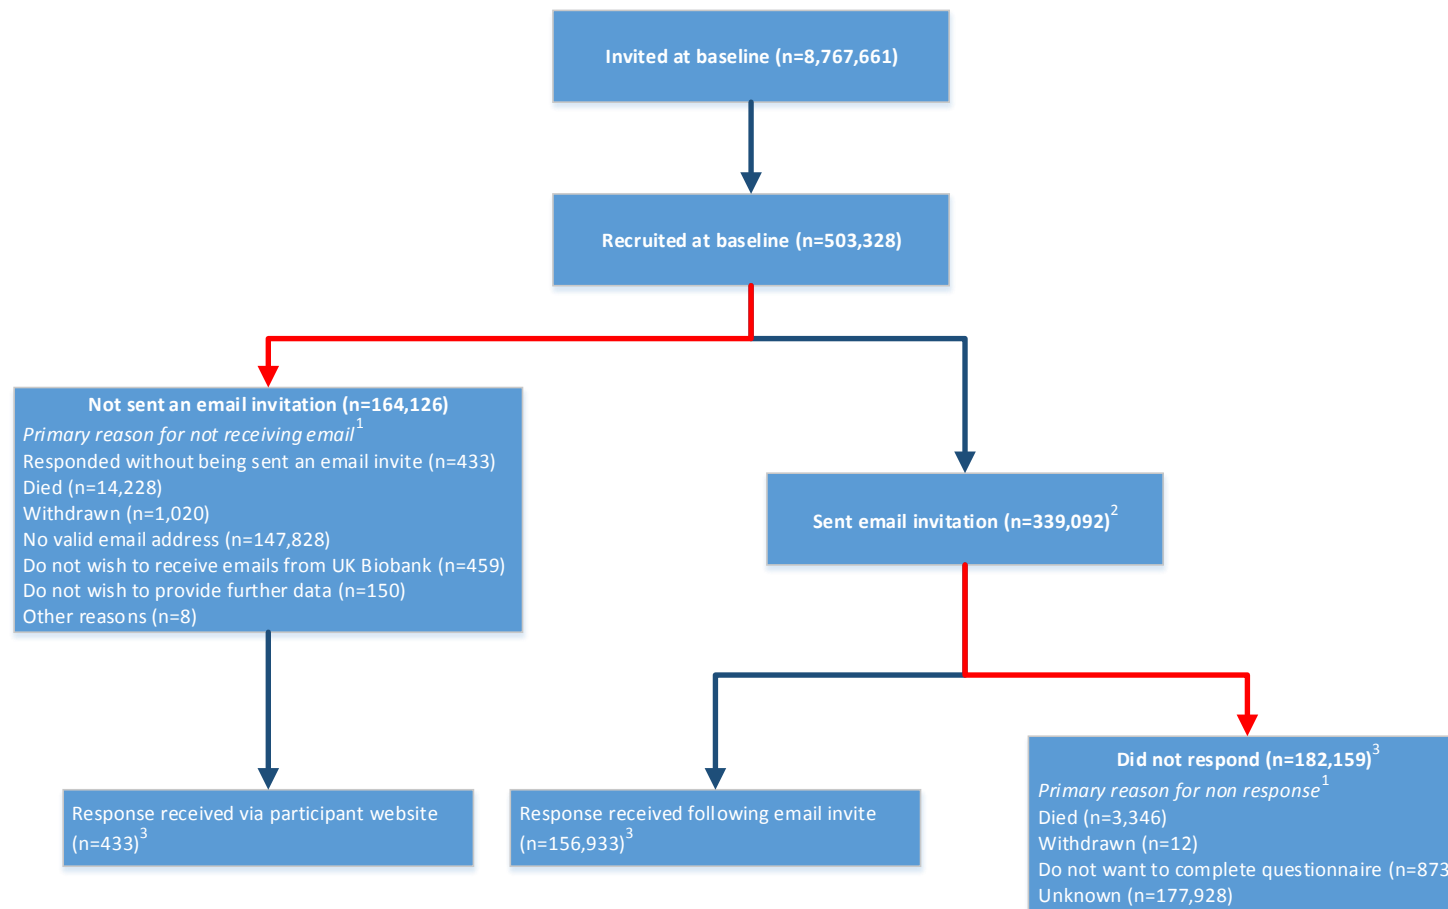 Invited at baseline (n=8,767,661)
Recruited at baseline (n=503,328)
Not sent an email invitation (n=164,126)
Primary reason for not receiving email1
Responded without being sent an email invite (n=433)
Died (n=14,228)
Withdrawn (n=1,020)
No valid email address (n=147,828)
Do not wish to receive emails from UK Biobank (n=459)
Do not wish to provide further data (n=150)
Other reasons (n=8)
Sent email invitation (n=339,092)2
Response received via participant website
(n=433)3
Response received following email invite
(n=156,933)3
Did not respond (n=182,159)3
Primary reason for non response1
Died (n=3,346)
Withdrawn (n=12)
Do not want to complete questionnaire (n=873
Unknown (n=177,928)